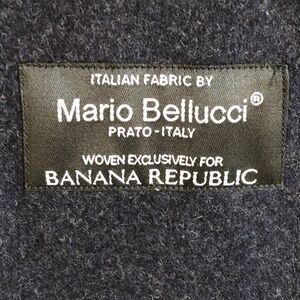 ITALIAN FABRIC BY
Mario Bellucci®
PRATO-ITALY
WOVEN EXCLUSIVELY FOR
BANANA REPUBLIC